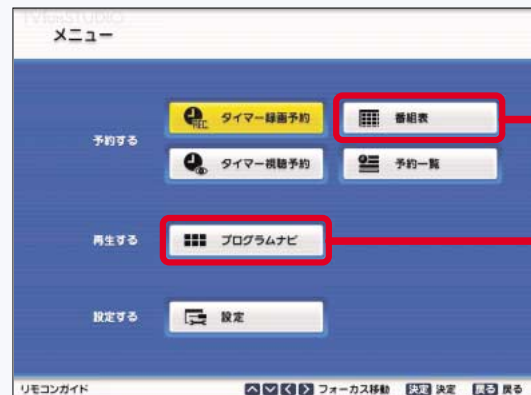 TVfunSTUDIO
メニュー
予約する
タイマー録画予約
番組表
タイマー視聴予約
予約一覧
再生する
プログラムナビ
設定する
設定
リモコンガイド
フォーカス移動
決定 決定
戻る 戻る